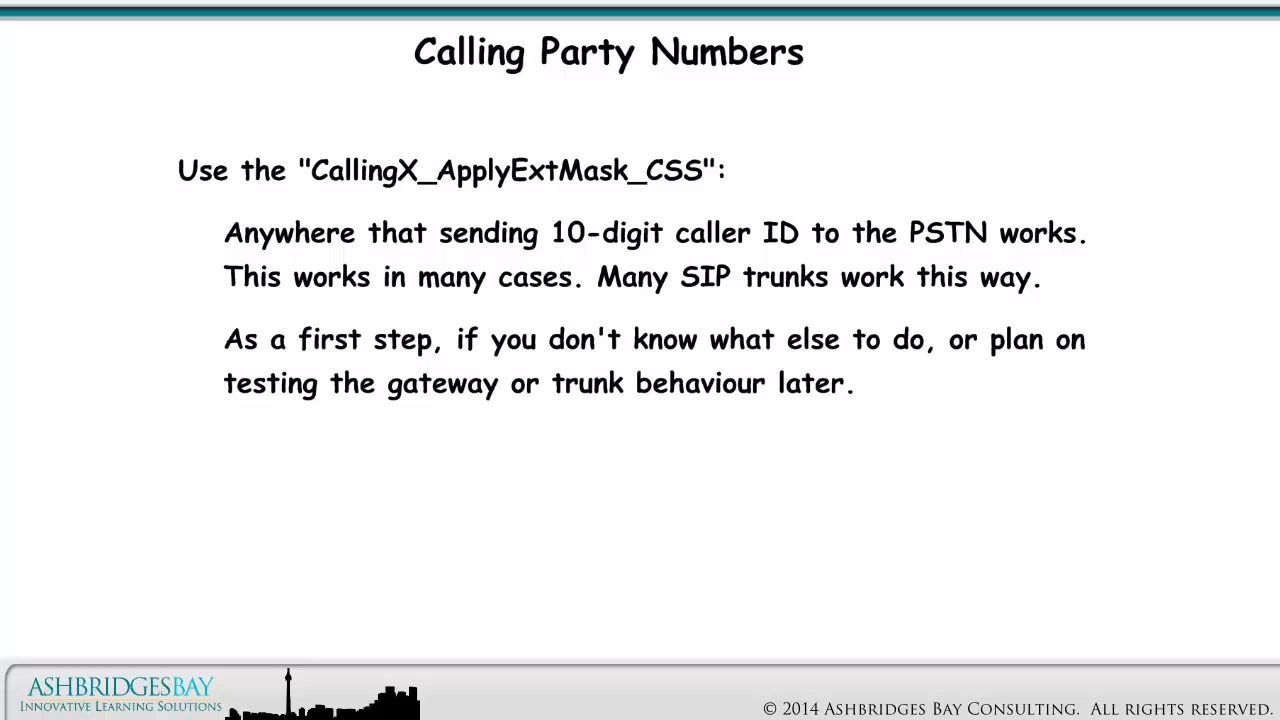 Calling Party Numbers
Use the "CallingX_ApplyExtMask_CSS":
Anywhere that sending 10-digit caller ID to the PSTN works.
This works in many cases. Many SIP trunks work this way.
As a first step, if you don't know what else to do, or plan on
testing the gateway or trunk behaviour later.
ASHBRIDGESBAY
INNOVATIVE LEARNING SOLUTIONS
© 2014 ASHBRIDGES BAY CONSULTING. ALL RIGHTS RESERVED.